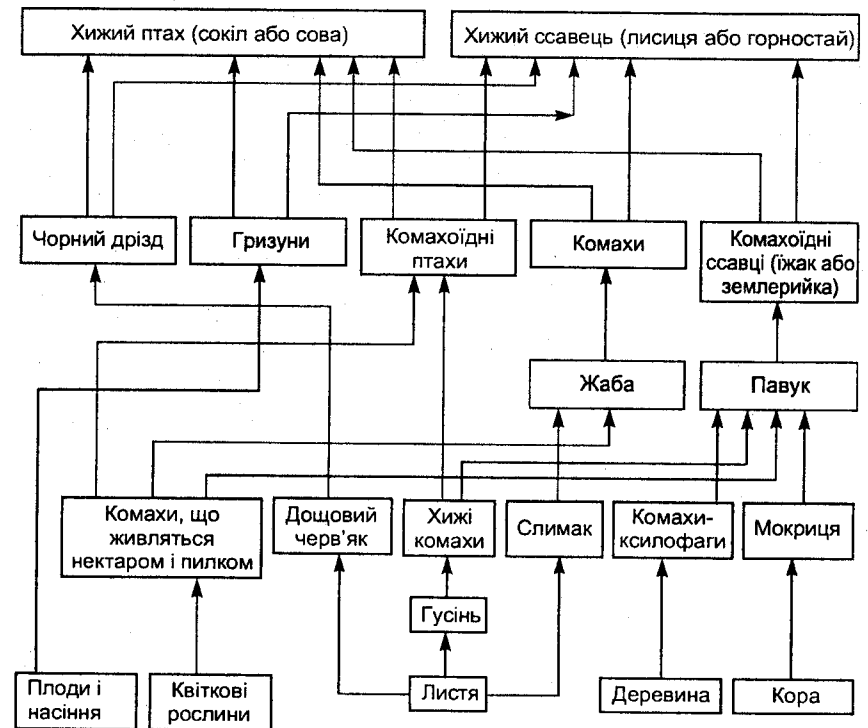 Хижий птах (сокіл або сова)
Хижий ссавець (лисиця або горностай)
Чорний дрізд
Гризуни
Комахоїдні
птахи
Комахи
Комахоїдні
ссавці (їжак або
землерийка)
Жаба
Павук
Комахи, що
живляться
нектаром і пилком
Дощовий
черв'як
Хижі
комахи
Слимак
Комахи-
ксилофаги
Мокриця
Гусінь
Плоди і
насіння
Квіткові
рослини
Листя
Деревина
Кора